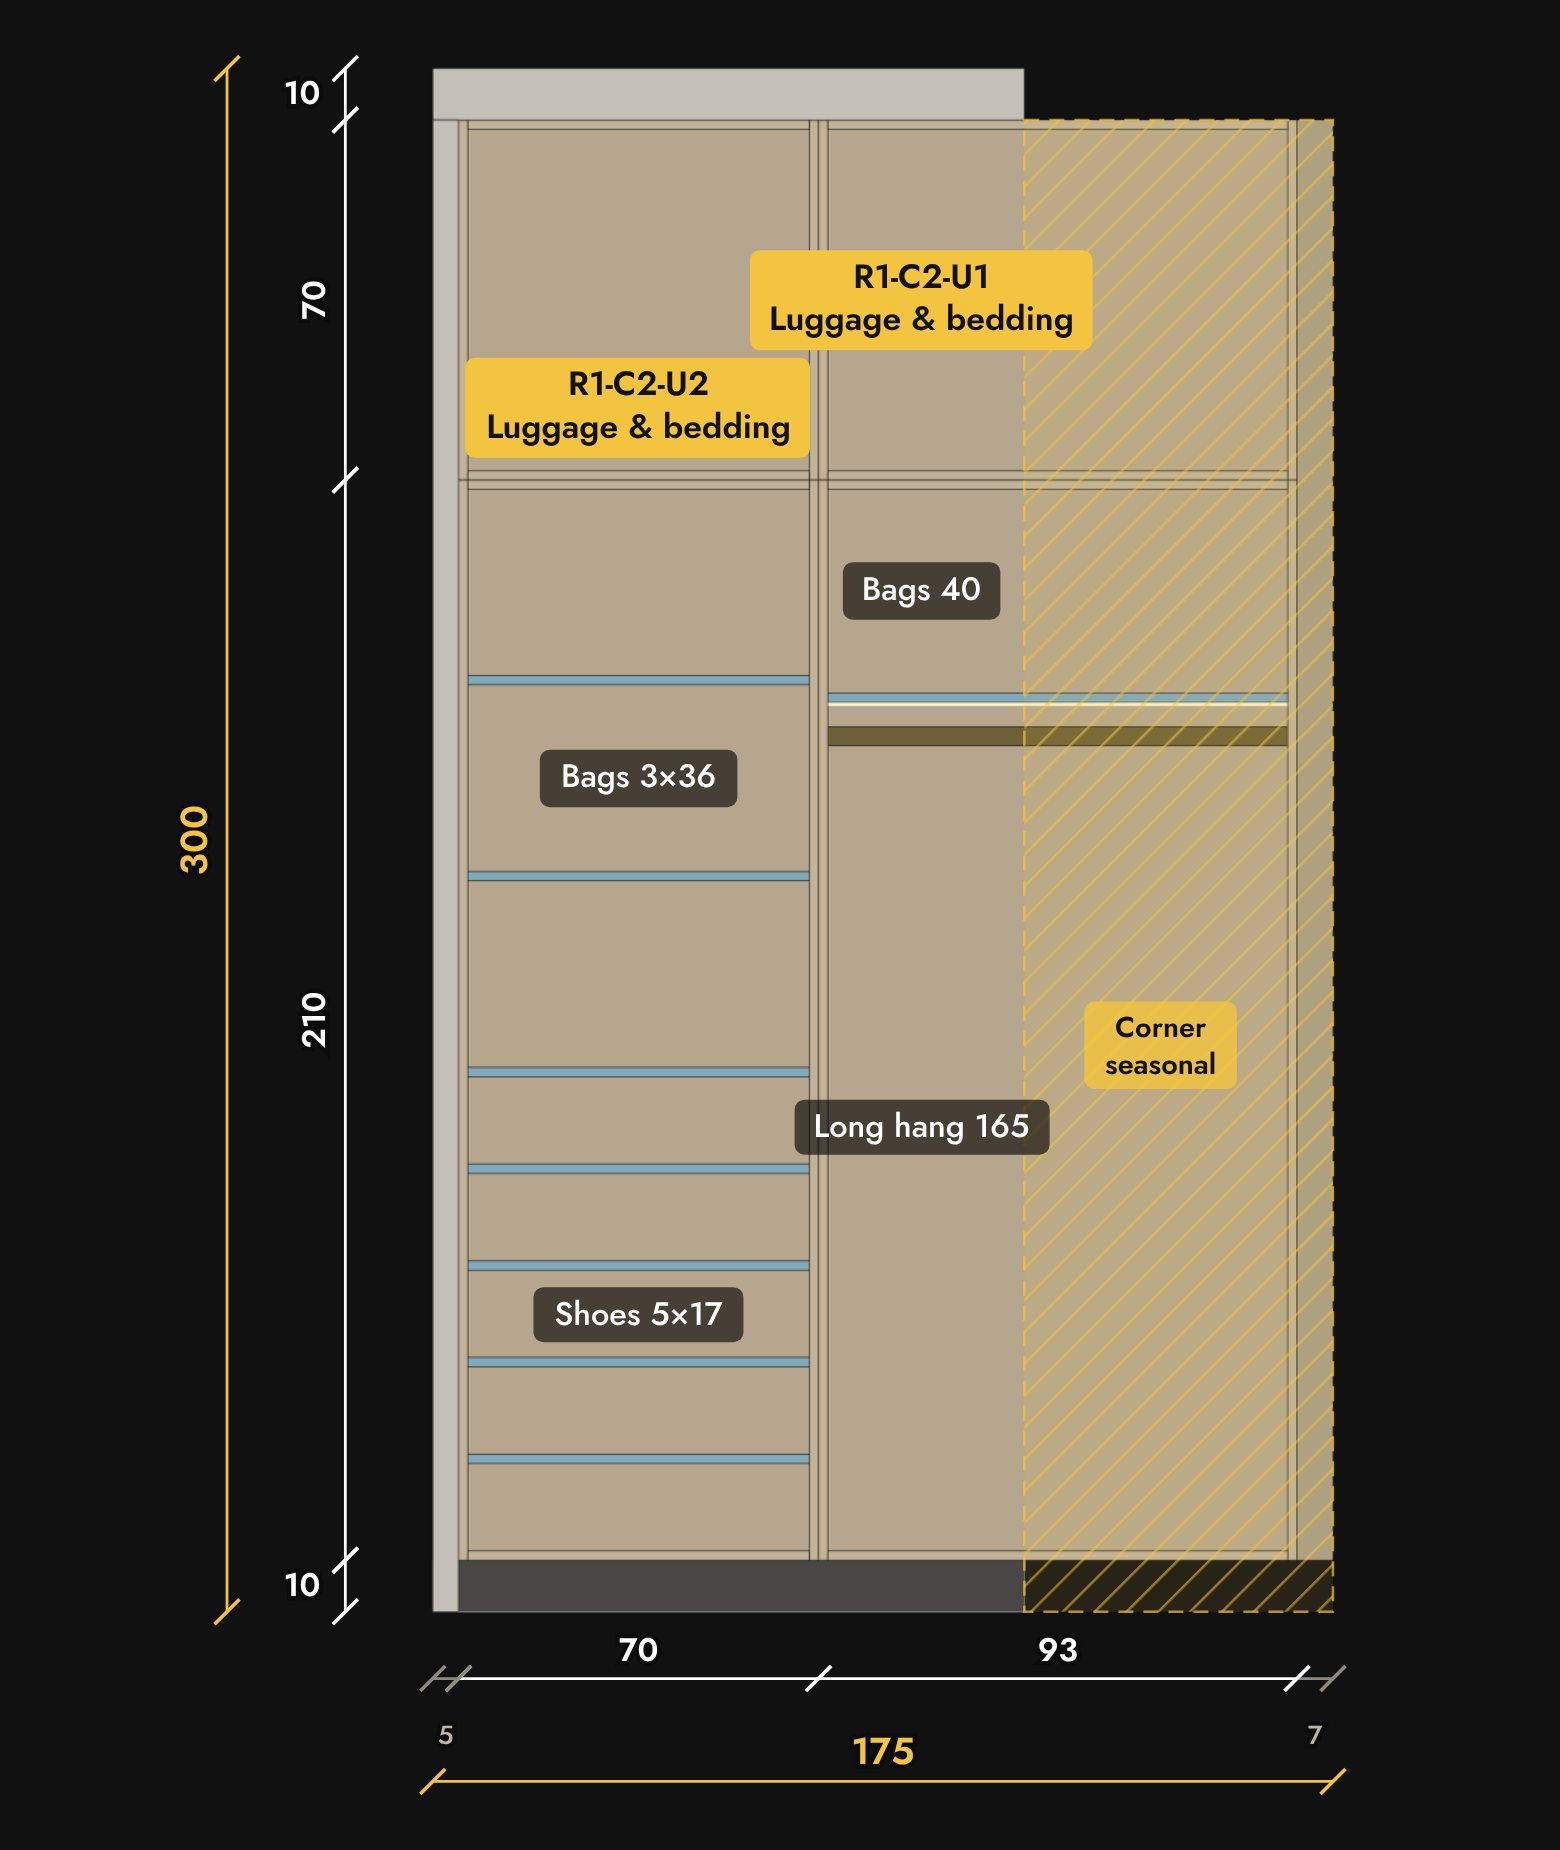 10
70
R1-C2-U1
Luggage & bedding
R1-C2-U2
Luggage & bedding
Bags 40
Bags 3×36
300
210
Corner
seasonal
Long hang 165
Shoes 5×17
10
70
93
5
7
175